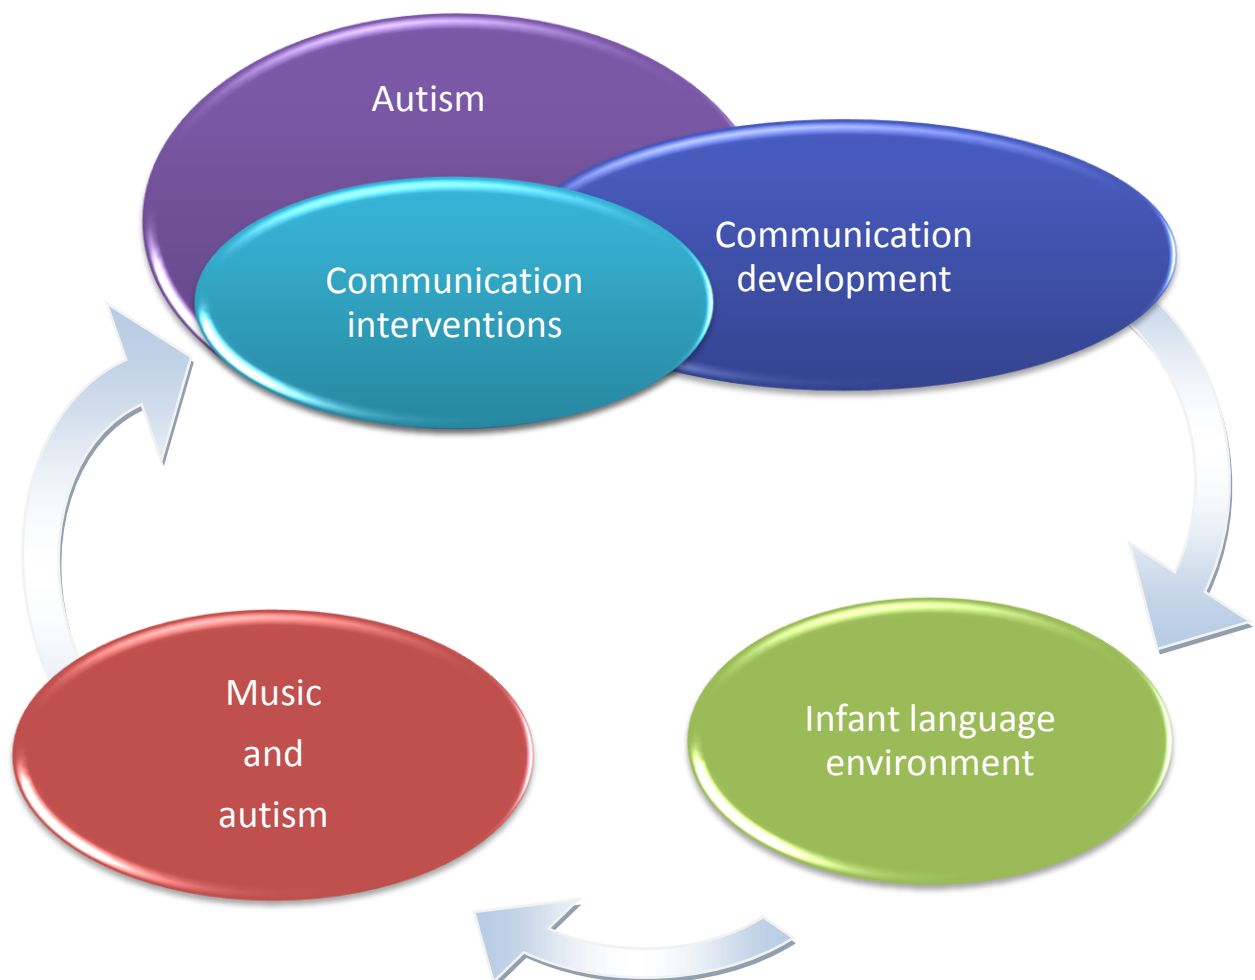 Autism
Communication
development
Communication
interventions
Music
and
autism
Infant language
environment